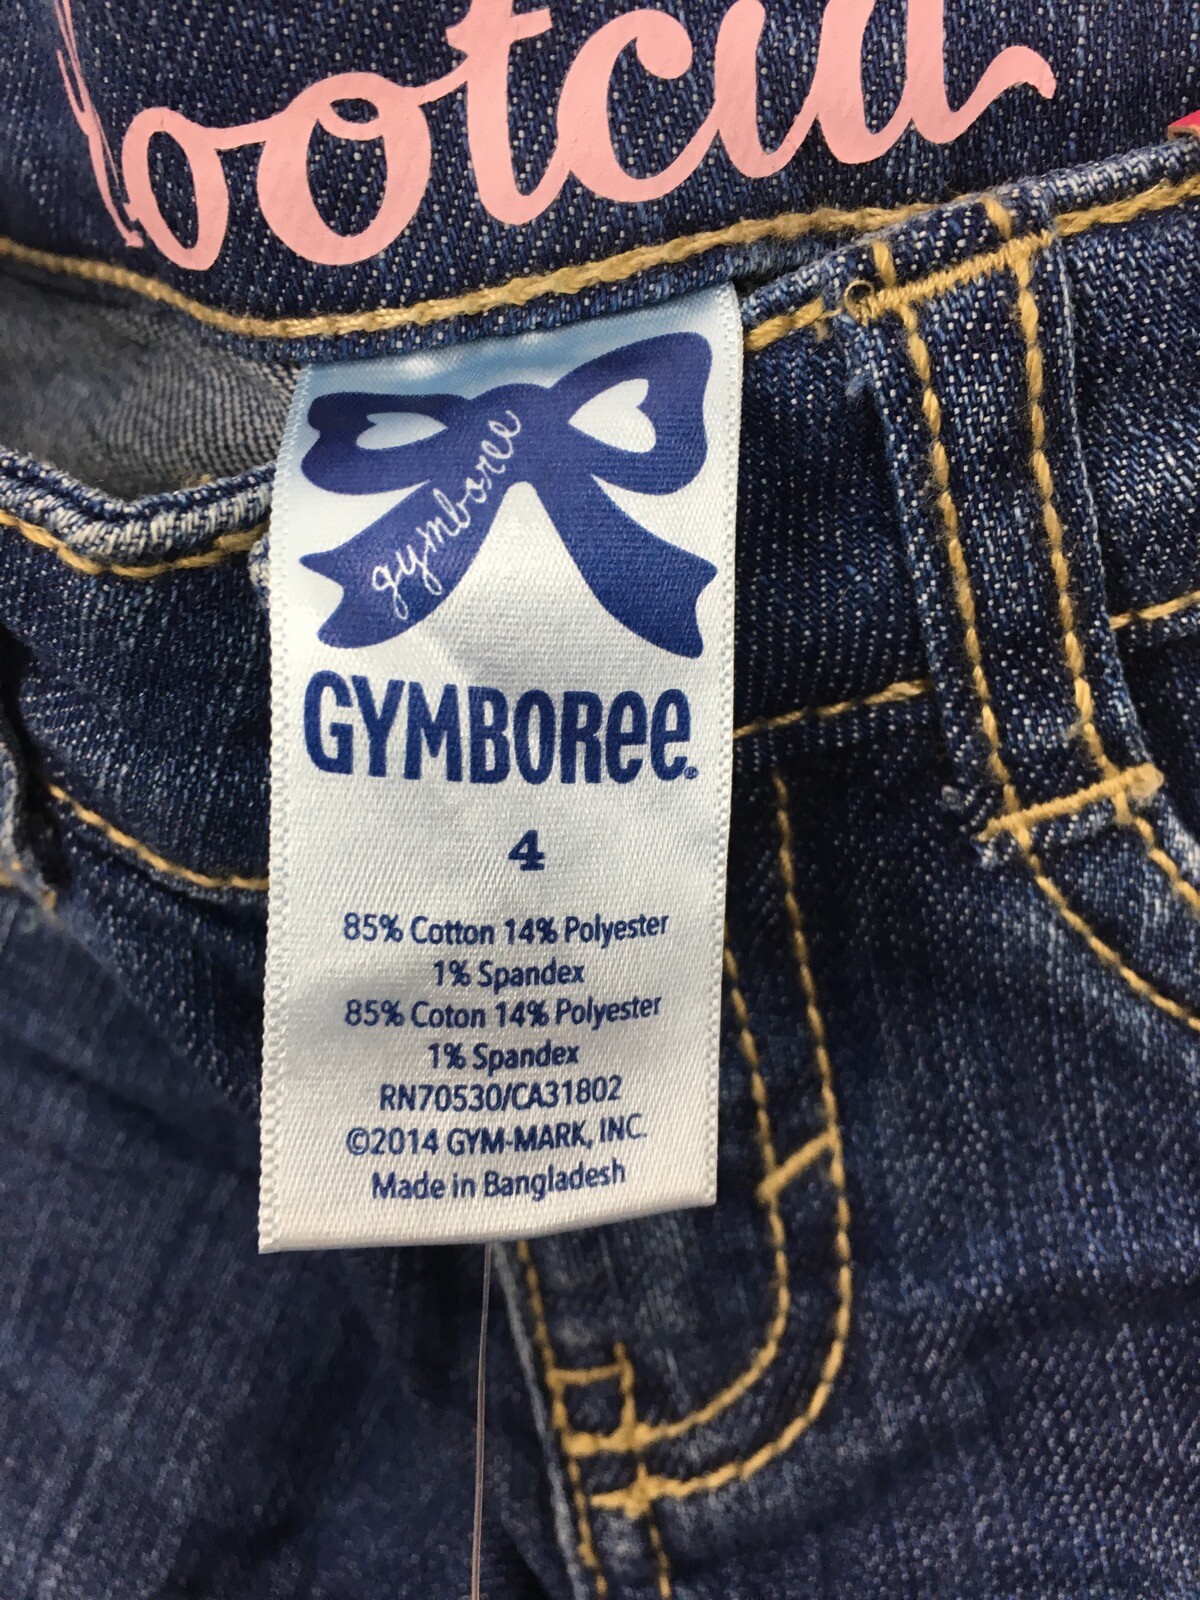 ootcut
gymboree
GYMBOREE®
4
85% Cotton 14% Polyester
1% Spandex
85% Coton 14% Polyester
1% Spandex
RN70530/CA31802
©2014 GYM-MARK, INC.
Made in Bangladesh